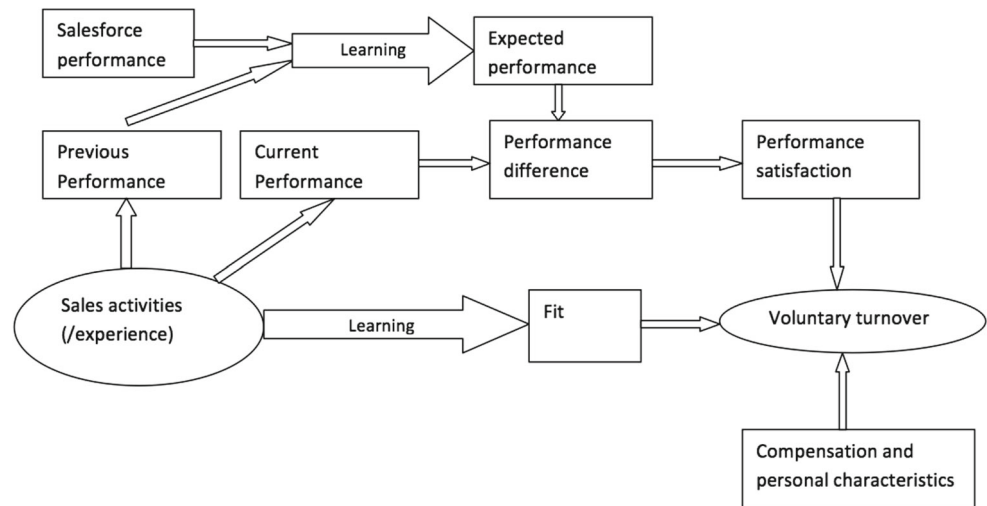 Salesforce
performance
Learning
Expected
performance
Previous
Performance
Current
Performance
Performance
difference
Performance
satisfaction
Sales activities
(/experience)
Learning
Fit
Voluntary turnover
Compensation and
personal characteristics